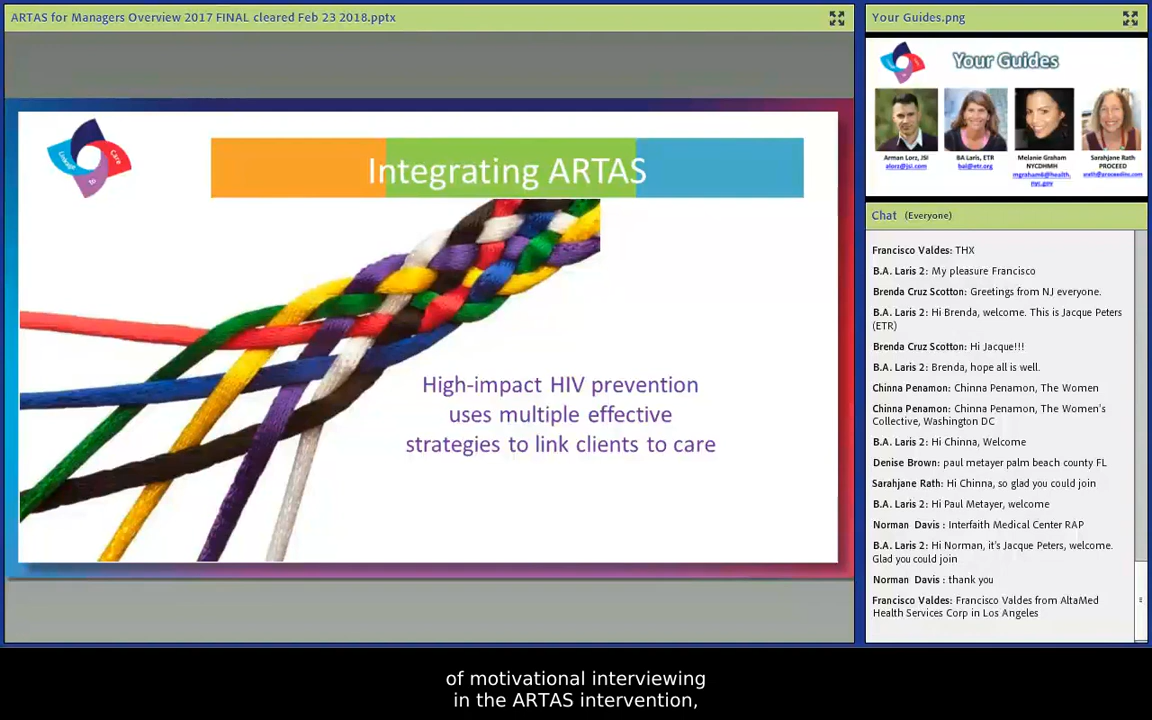 ARTAS for Managers Overview 2017 FINAL cleared Feb 23 2018.pptx
Linkage
Care
Integrating ARTAS
High-impact HIV prevention
uses multiple effective
strategies to link clients to care
Your Guides.png
Your Guides
Arman Lorz, JSI
alorz@jsi.com
BA Laris, ETR
bal@etr.org
Melanie Graham
NYCDHMH
mgraham6@health.
nyc.gov
Sarahjane Rath
PROCEED
Chat (Everyone)
Francisco Valdes: THX
B.A. Laris 2: My pleasure Francisco
Brenda Cruz Scotton: Greetings from NJ everyone.
B.A. Laris 2: Hi Brenda, welcome. This is Jacque Peters
(ETR)
Brenda Cruz Scotton: Hi Jacque!!!
B.A. Laris 2: Brenda, hope all is well.
Chinna Penamon: Chinna Penamon, The Women
Chinna Penamon: Chinna Penamon, The Women's
Collective, Washington DC
B.A. Laris 2: Hi Chinna, Welcome
Denise Brown: paul metayer palm beach county FL
Sarahjane Rath: Hi Chinna, so glad you could join
B.A. Laris 2: Hi Paul Metayer, welcome
Norman Davis : Interfaith Medical Center RAP
B.A. Laris 2: Hi Norman, it's Jacque Peters, welcome.
Glad you could join
Norman Davis : thank you
Francisco Valdes: Francisco Valdes from AltaMed
Health Services Corp in Los Angeles
of motivational interviewing
in the ARTAS intervention,